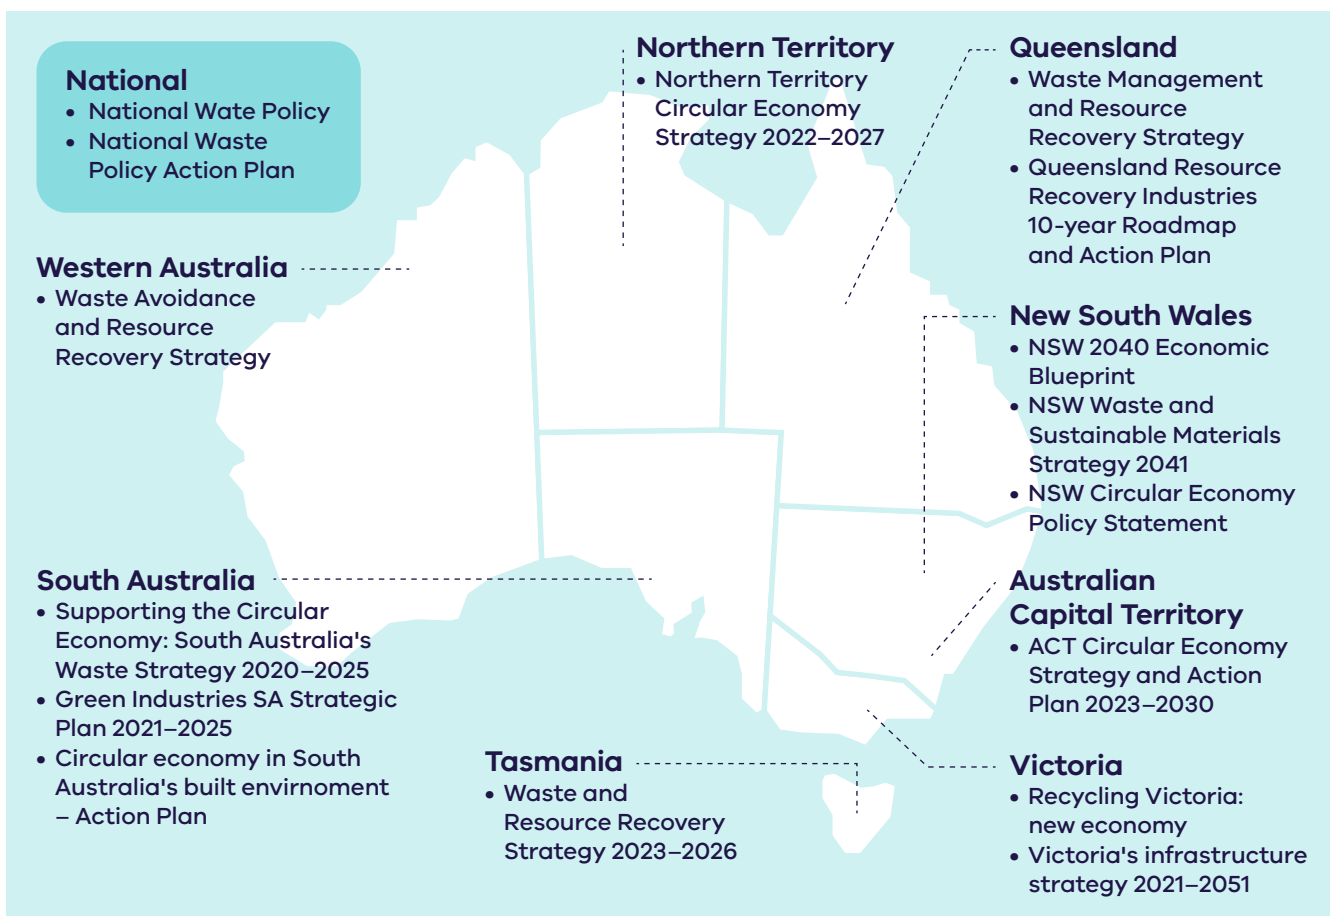 National
• National Wate Policy
• National Waste
Policy Action Plan
Northern Territory
• Northern Territory
Circular Economy
Strategy 2022–2027
Queensland
• Waste Management
and Resource
Recovery Strategy
• Queensland Resource
Recovery Industries
10-year Roadmap
and Action Plan
Western Australia
• Waste Avoidance
and Resource
Recovery Strategy
New South Wales
• NSW 2040 Economic
Blueprint
• NSW Waste and
Sustainable Materials
Strategy 2041
• NSW Circular Economy
Policy Statement
South Australia
• Supporting the Circular
Economy: South Australia's
Waste Strategy 2020–2025
• Green Industries SA Strategic
Plan 2021–2025
• Circular economy in South
Australia's built envirnoment
– Action Plan
Australian
Capital Territory
• ACT Circular Economy
Strategy and Action
Plan 2023–2030
Tasmania
• Waste and
Resource Recovery
Strategy 2023–2026
Victoria
• Recycling Victoria:
new economy
• Victoria's infrastructure
strategy 2021–2051